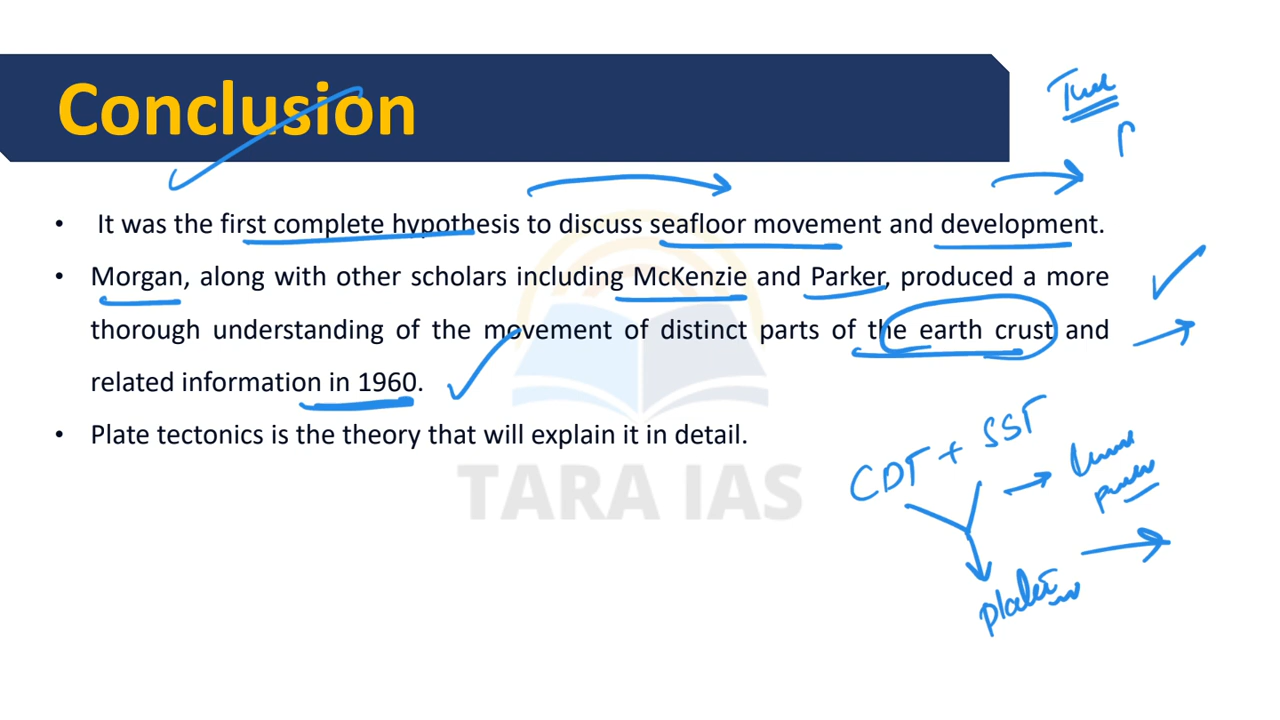 Conclusion
• It was the first complete hypothesis to discuss seafloor movement and development.
• Morgan, along with other scholars including McKenzie and Parker, produced a more
thorough understanding of the movement of distinct parts of the earth crust and
related information in 1960.
• Plate tectonics is the theory that will explain it in detail.
TARA IAS
CDT + SST